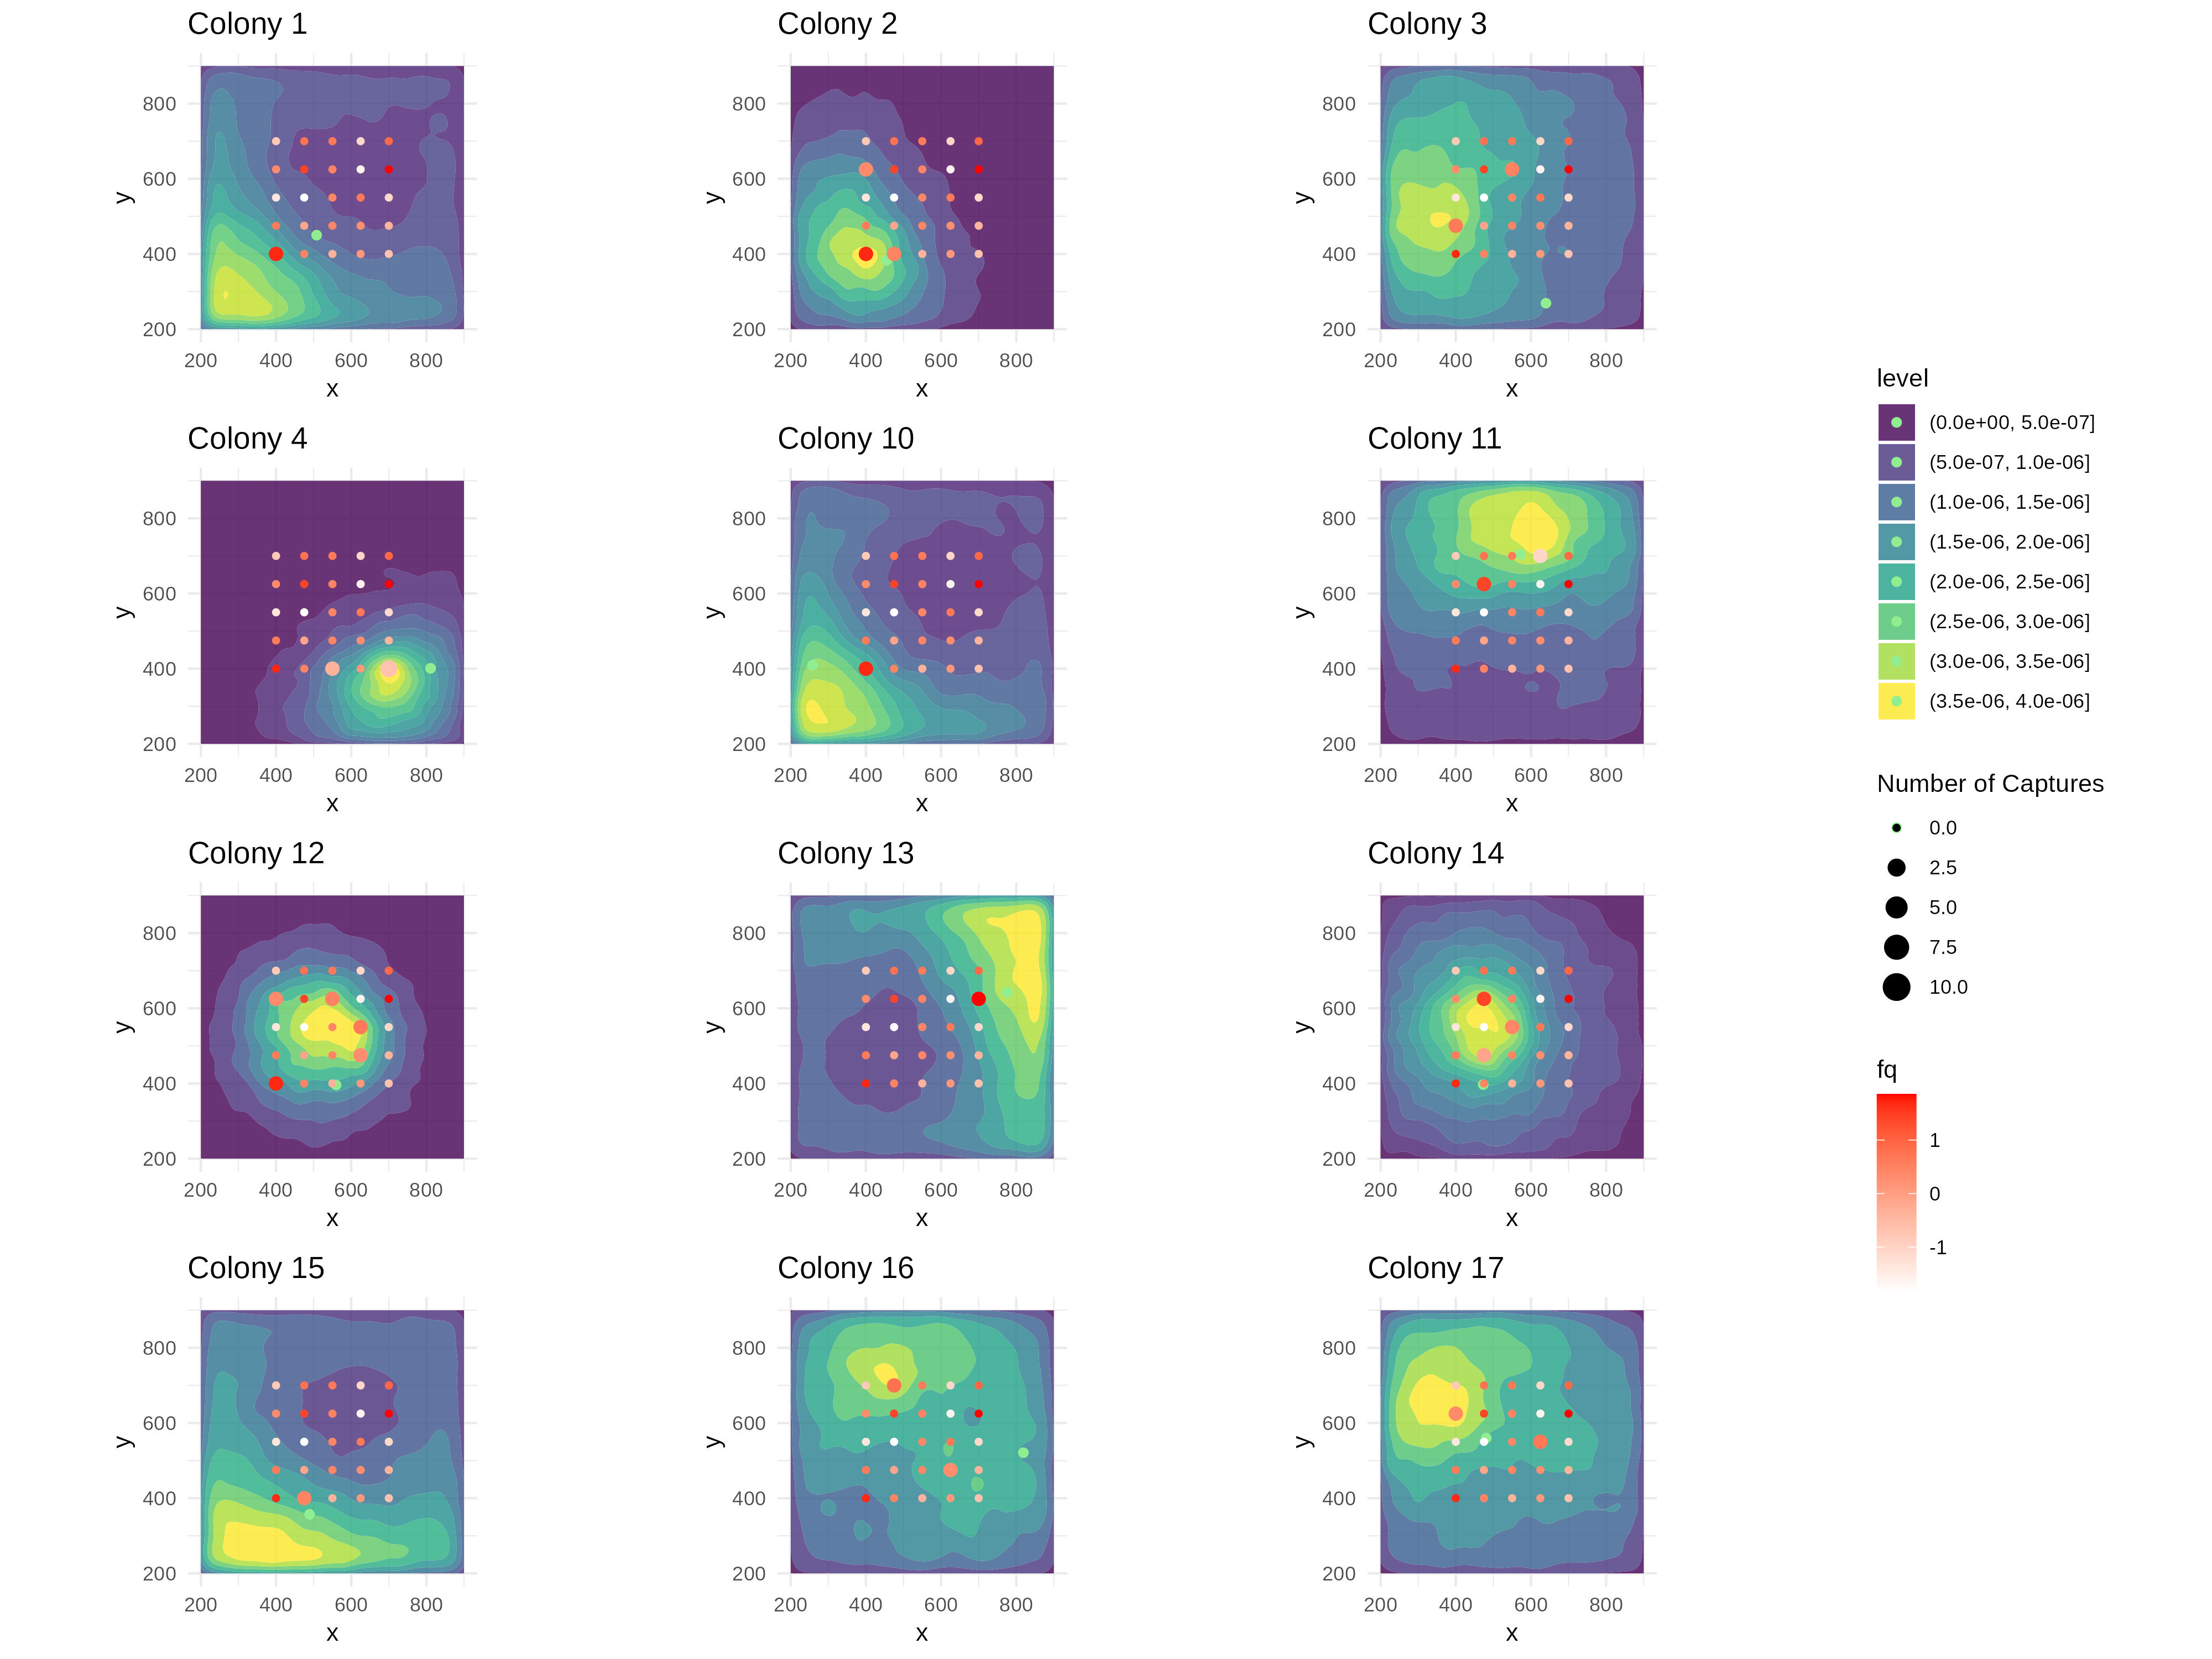 Colony 1
Colony 2
Colony 3
800
600
400
200
y
200 400 600 800
x
800
600
400
200
y
200 400 600 800
x
800
600
400
200
y
200 400 600 800
x
Colony 4
Colony 10
Colony 11
800
600
400
200
y
200 400 600 800
x
800
600
400
200
y
200 400 600 800
x
800
600
400
200
y
200 400 600 800
x
Colony 12
Colony 13
Colony 14
800
600
400
200
y
200 400 600 800
x
800
600
400
200
y
200 400 600 800
x
800
600
400
200
y
200 400 600 800
x
Colony 15
Colony 16
Colony 17
800
600
400
200
y
200 400 600 800
x
800
600
400
200
y
200 400 600 800
x
800
600
400
200
y
200 400 600 800
x
level
(0.0e+00, 5.0e-07]
(5.0e-07, 1.0e-06]
(1.0e-06, 1.5e-06]
(1.5e-06, 2.0e-06]
(2.0e-06, 2.5e-06]
(2.5e-06, 3.0e-06]
(3.0e-06, 3.5e-06]
(3.5e-06, 4.0e-06]
Number of Captures
0.0
2.5
5.0
7.5
10.0
fq
1
0
-1